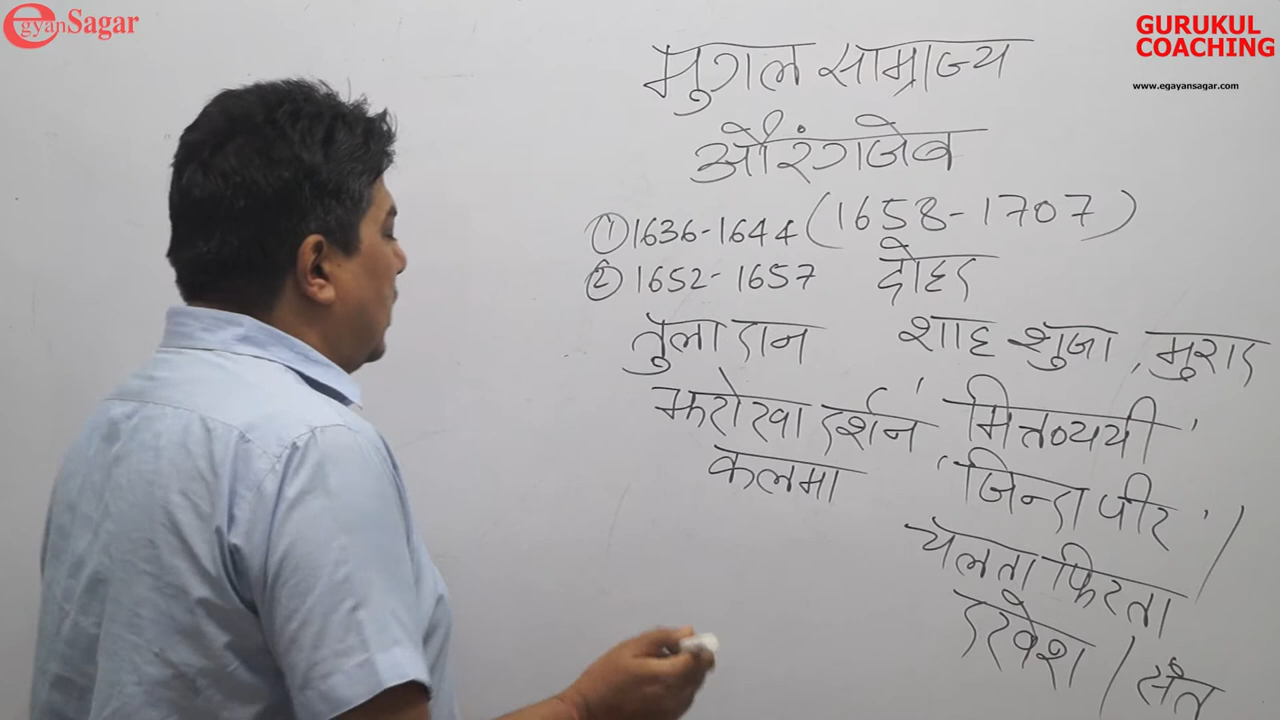 egyanSagar
GURUKUL
COACHING
www.egayansagar.com
मुगल साम्राज्य
औरंगजेब
(1658-1707)
① 1636-1644
② 1652-1657
दोहद
तुलादान
शाह शुजा, मुराद
झरोखा दर्शन
'मितव्ययी'
कलमा
'जिन्दा पीर' /
चलता फिरता
दरवेश / संत